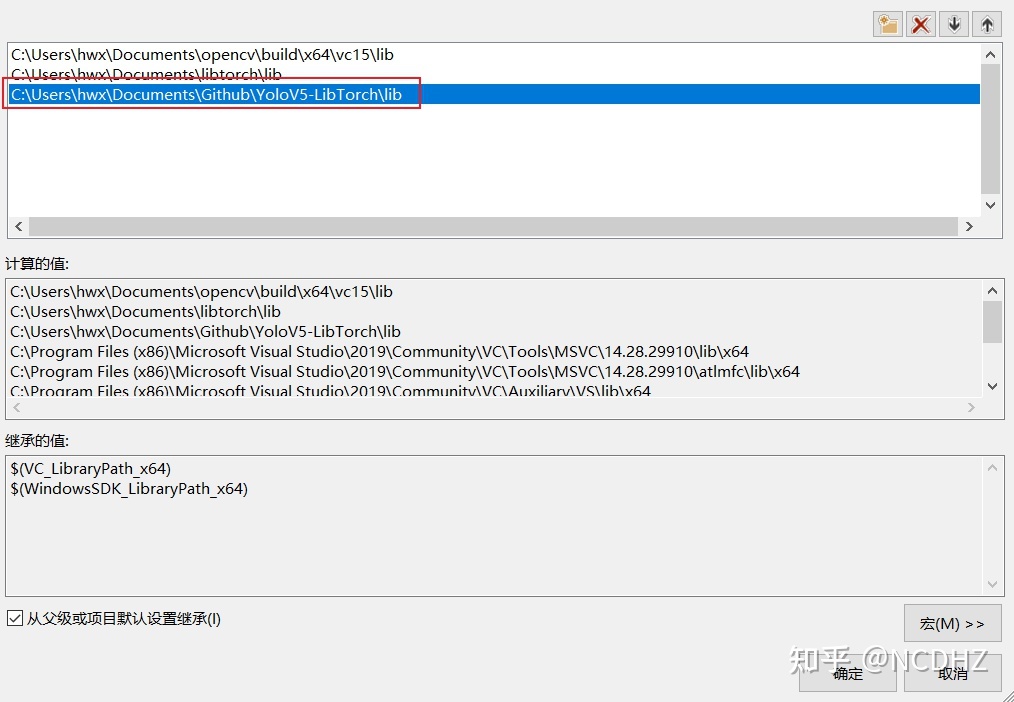 C:\Users\hwx\Documents\opencv\build\x64\vc15\lib
C:\Users\hwx\Documents\libtorch\lib
C:\Users\hwx\Documents\Github\YoloV5-LibTorch\lib
计算的值:
C:\Users\hwx\Documents\opencv\build\x64\vc15\lib
C:\Users\hwx\Documents\libtorch\lib
C:\Users\hwx\Documents\Github\YoloV5-LibTorch\lib
C:\Program Files (x86)\Microsoft Visual Studio\2019\Community\VC\Tools\MSVC\14.28.29910\lib\x64
C:\Program Files (x86)\Microsoft Visual Studio\2019\Community\VC\Tools\MSVC\14.28.29910\atlmfc\lib\x64
C:\Program Files (x86)\Microsoft Visual Studio\2019\Community\VC\Auxiliary\VS\lib\x64
继承的值:
$(VC_LibraryPath_x64)
$(WindowsSDK_LibraryPath_x64)
从父级或项目默认设置继承(I)
宏(M) >>
知乎 @NCDHZ
确定
取消